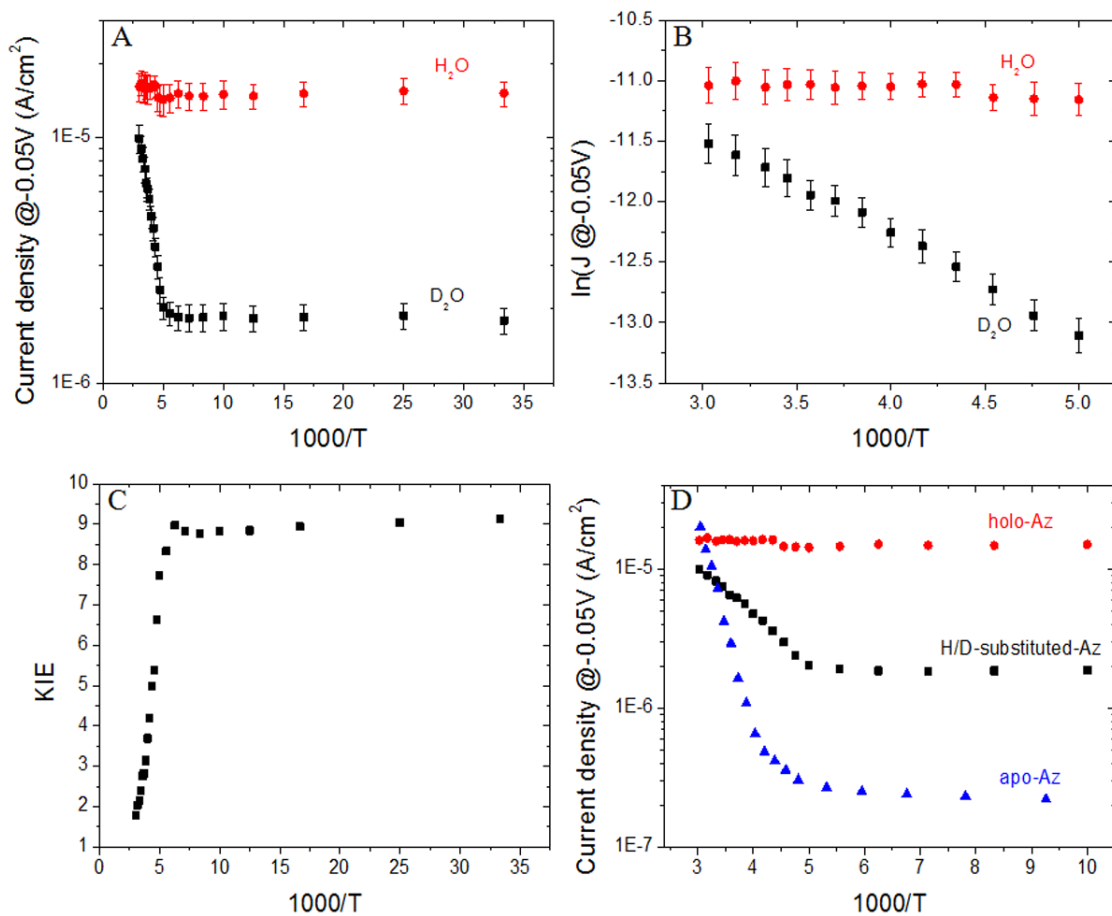 A
Current density @-0.05V (A/cm²)
1E-5
1E-6
H₂O
D₂O
0 5 10 15 20 25 30 35
1000/T
B
ln(J @-0.05V)
-10.5
-11.0
-11.5
-12.0
-12.5
-13.0
-13.5
H₂O
D₂O
3.0 3.5 4.0 4.5 5.0
1000/T
C
KIE
10
9
8
7
6
5
4
3
2
1
0 5 10 15 20 25 30 35
1000/T
D
Current density @-0.05V (A/cm²)
1E-5
1E-6
1E-7
holo-Az
H/D-substituted-Az
apo-Az
3 4 5 6 7 8 9 10
1000/T